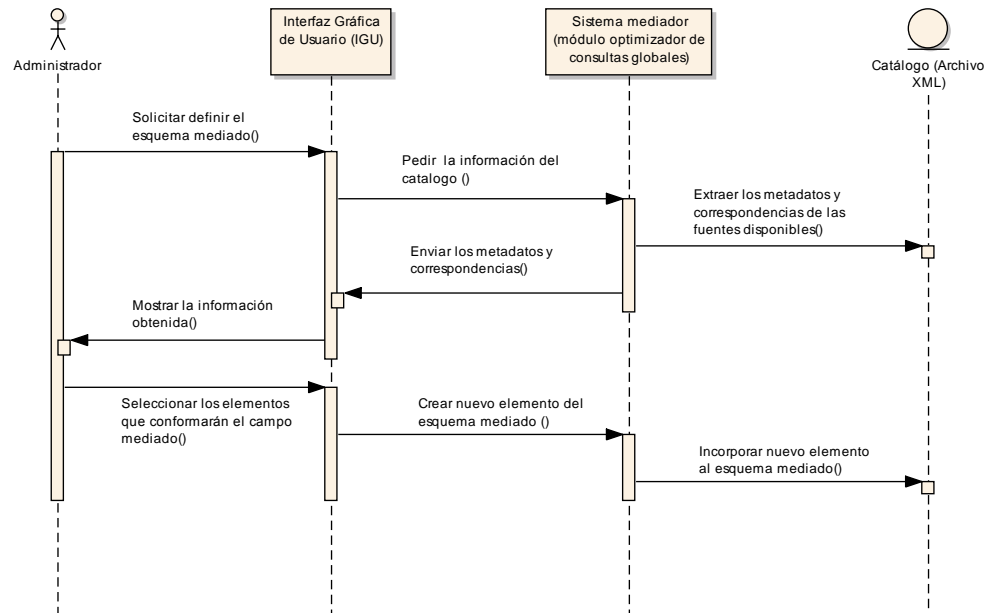 Administrador
Interfaz Gráfica
de Usuario (IGU)
Sistema mediador
(módulo optimizador de
consultas globales)
Catálogo (Archivo
XML)
Solicitar definir el
esquema mediado()
Pedir la información del
catalogo ()
Extraer los metadatos y
correspondencias de las
fuentes disponibles()
Enviar los metadatos y
correspondencias()
Mostrar la información
obtenida()
Seleccionar los elementos
que conformarán el campo
mediado()
Crear nuevo elemento del
esquema mediado ()
Incorporar nuevo elemento
al esquema mediado()